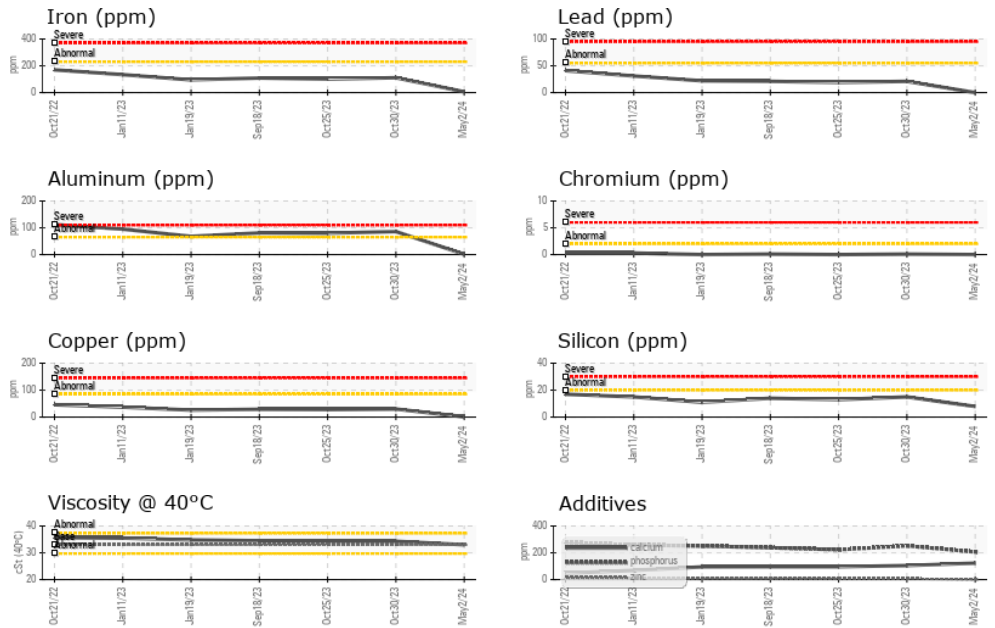 Iron (ppm)
400
200
0
ppm
Severe
Abnormal
Oct21/22
Jan11/23
Jan19/23
Sep18/23
Oct25/23
Oct30/23
May2/24
Lead (ppm)
100
50
0
ppm
Severe
Abnormal
Oct21/22
Jan11/23
Jan19/23
Sep18/23
Oct25/23
Oct30/23
May2/24
Aluminum (ppm)
200
100
0
ppm
Severe
Abnormal
Oct21/22
Jan11/23
Jan19/23
Sep18/23
Oct25/23
Oct30/23
May2/24
Chromium (ppm)
10
5
0
ppm
Severe
Abnormal
Oct21/22
Jan11/23
Jan19/23
Sep18/23
Oct25/23
Oct30/23
May2/24
Copper (ppm)
200
100
0
ppm
Severe
Abnormal
Oct21/22
Jan11/23
Jan19/23
Sep18/23
Oct25/23
Oct30/23
May2/24
Silicon (ppm)
40
20
0
ppm
Severe
Abnormal
Oct21/22
Jan11/23
Jan19/23
Sep18/23
Oct25/23
Oct30/23
May2/24
Viscosity @ 40°C
40
30
20
cSt (40°C)
Abnormal
Base
Abnormal
Oct21/22
Jan11/23
Jan19/23
Sep18/23
Oct25/23
Oct30/23
May2/24
Additives
400
200
0
ppm
calcium
phosphorus
zinc
Oct21/22
Jan11/23
Jan19/23
Sep18/23
Oct25/23
Oct30/23
May2/24